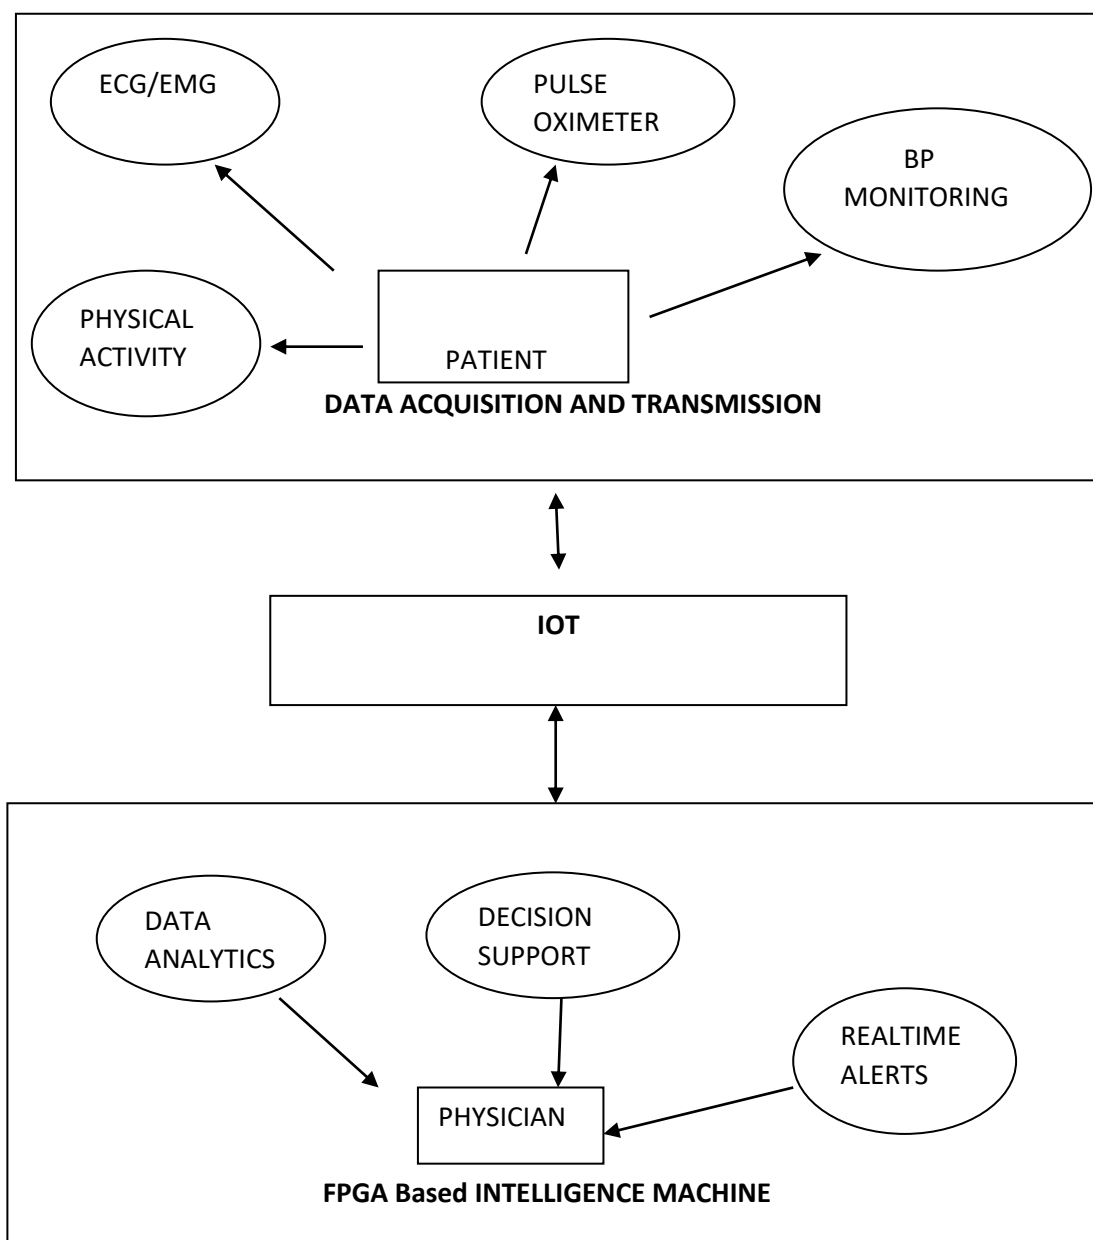 ECG/EMG
PULSE
OXIMETER
BP
MONITORING
PHYSICAL
ACTIVITY
PATIENT
DATA ACQUISITION AND TRANSMISSION
IOT
DATA
ANALYTICS
DECISION
SUPPORT
REALTIME
ALERTS
PHYSICIAN
FPGA Based INTELLIGENCE MACHINE